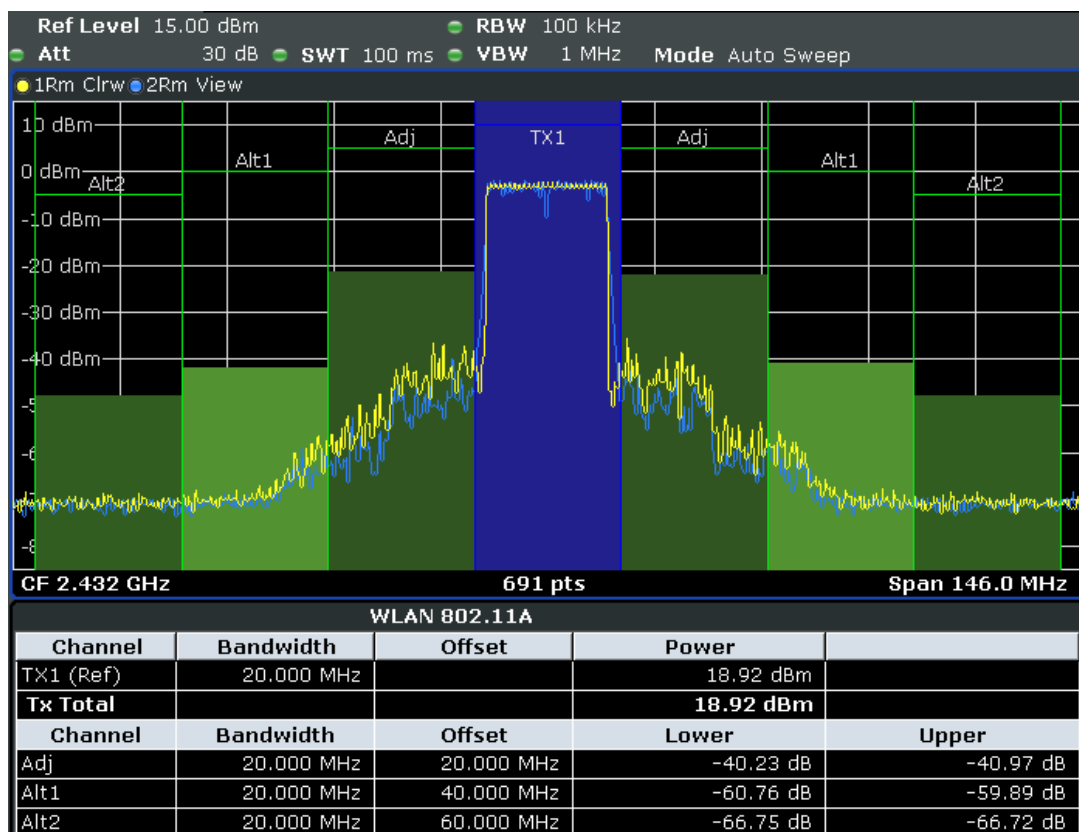 Ref Level 15.00 dBm RBW 100 kHz
Att 30 dB SWT 100 ms VBW 1 MHz Mode Auto Sweep
1Rm Clrw 2Rm View
10 dBm
Adj TX1 Adj
Alt1 Alt1
0 dBm
Alt2 Alt2
-10 dBm
-20 dBm
-30 dBm
-40 dBm
CF 2.432 GHz 691 pts Span 146.0 MHz
WLAN 802.11A
Channel Bandwidth Offset Power
TX1 (Ref) 20.000 MHz 18.92 dBm
Tx Total 18.92 dBm
Channel Bandwidth Offset Lower Upper
Adj 20.000 MHz 20.000 MHz -40.23 dB -40.97 dB
Alt1 20.000 MHz 40.000 MHz -60.76 dB -59.89 dB
Alt2 20.000 MHz 60.000 MHz -66.75 dB -66.72 dB